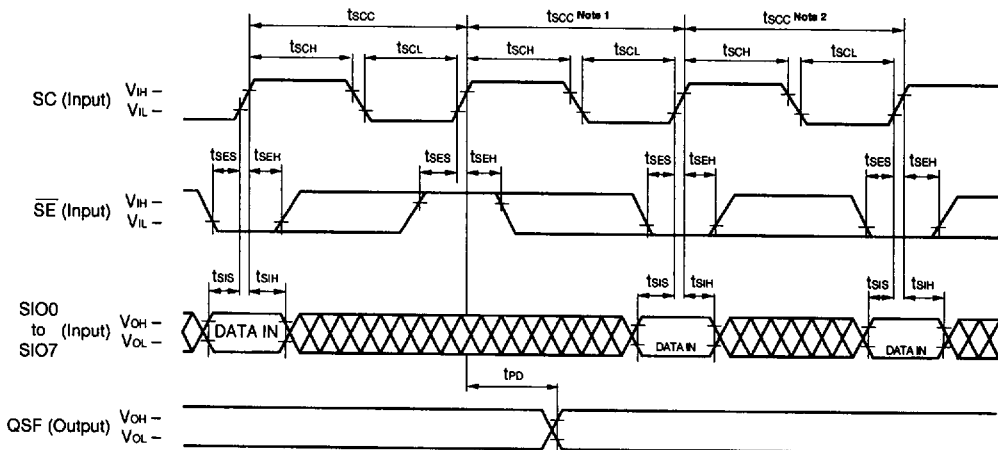 tSCC tSCC Note 1 tSCC Note 2
tSCH tSCL tSCH tSCL tSCH tSCL
SC (Input) VIH
VIL
tSES tSEH tSES tSEH tSES tSEH tSES tSEH
SE (Input) VIH
VIL
tSIS tSIH tSIS tSIH tSIS tSIH
SIO0
to (Input)
SIO7
VOH
VOL
DATA IN DATA IN DATA IN
tPD
QSF (Output) VOH
VOL